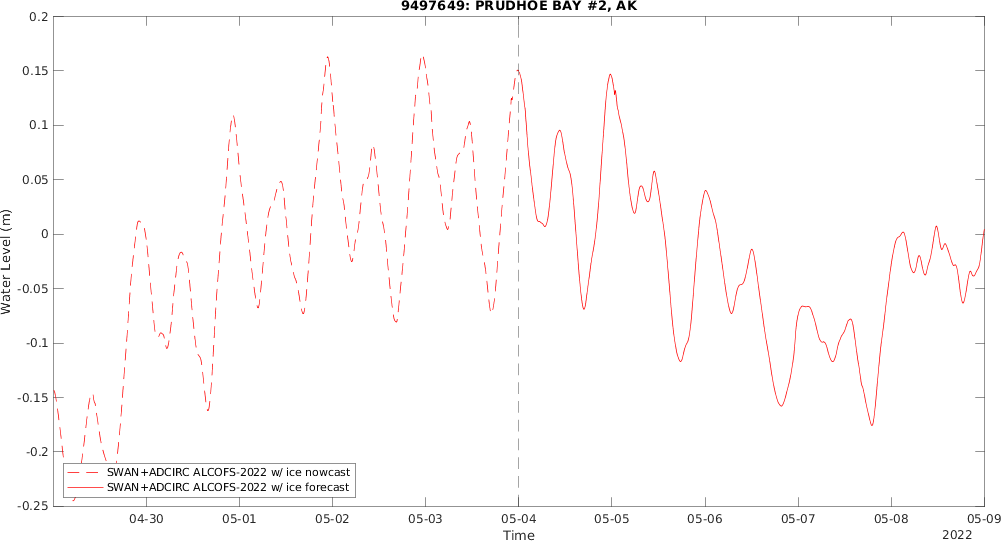 9497649: PRUDHOE BAY #2, AK
0.2
0.15
0.1
0.05
0
-0.05
-0.1
-0.15
-0.2
-0.25
Water Level (m)
SWAN+ADCIRC ALCOFS-2022 w/ ice nowcast
SWAN+ADCIRC ALCOFS-2022 w/ ice forecast
04-30 05-01 05-02 05-03 05-04 05-05 05-06 05-07 05-08 05-09
Time
2022